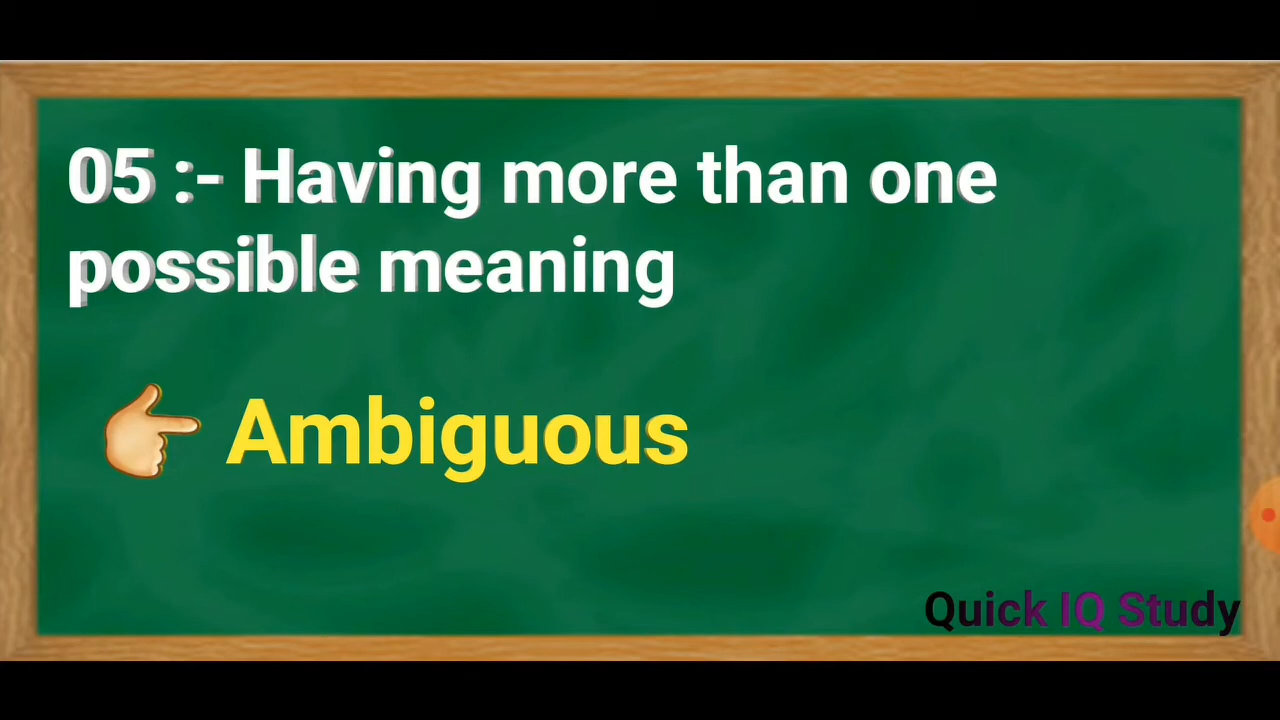 05 :- Having more than one
possible meaning
Ambiguous
Quick IQ Study